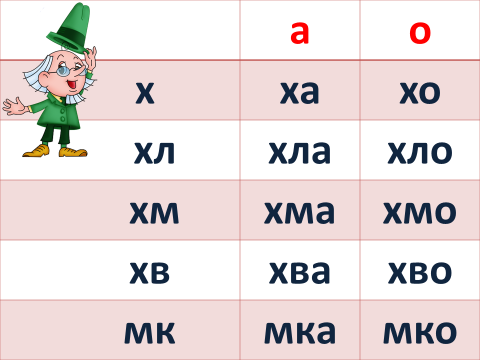 а о
х ха хо
хл хла хло
хм хма хмо
хв хва хво
мк мка мко